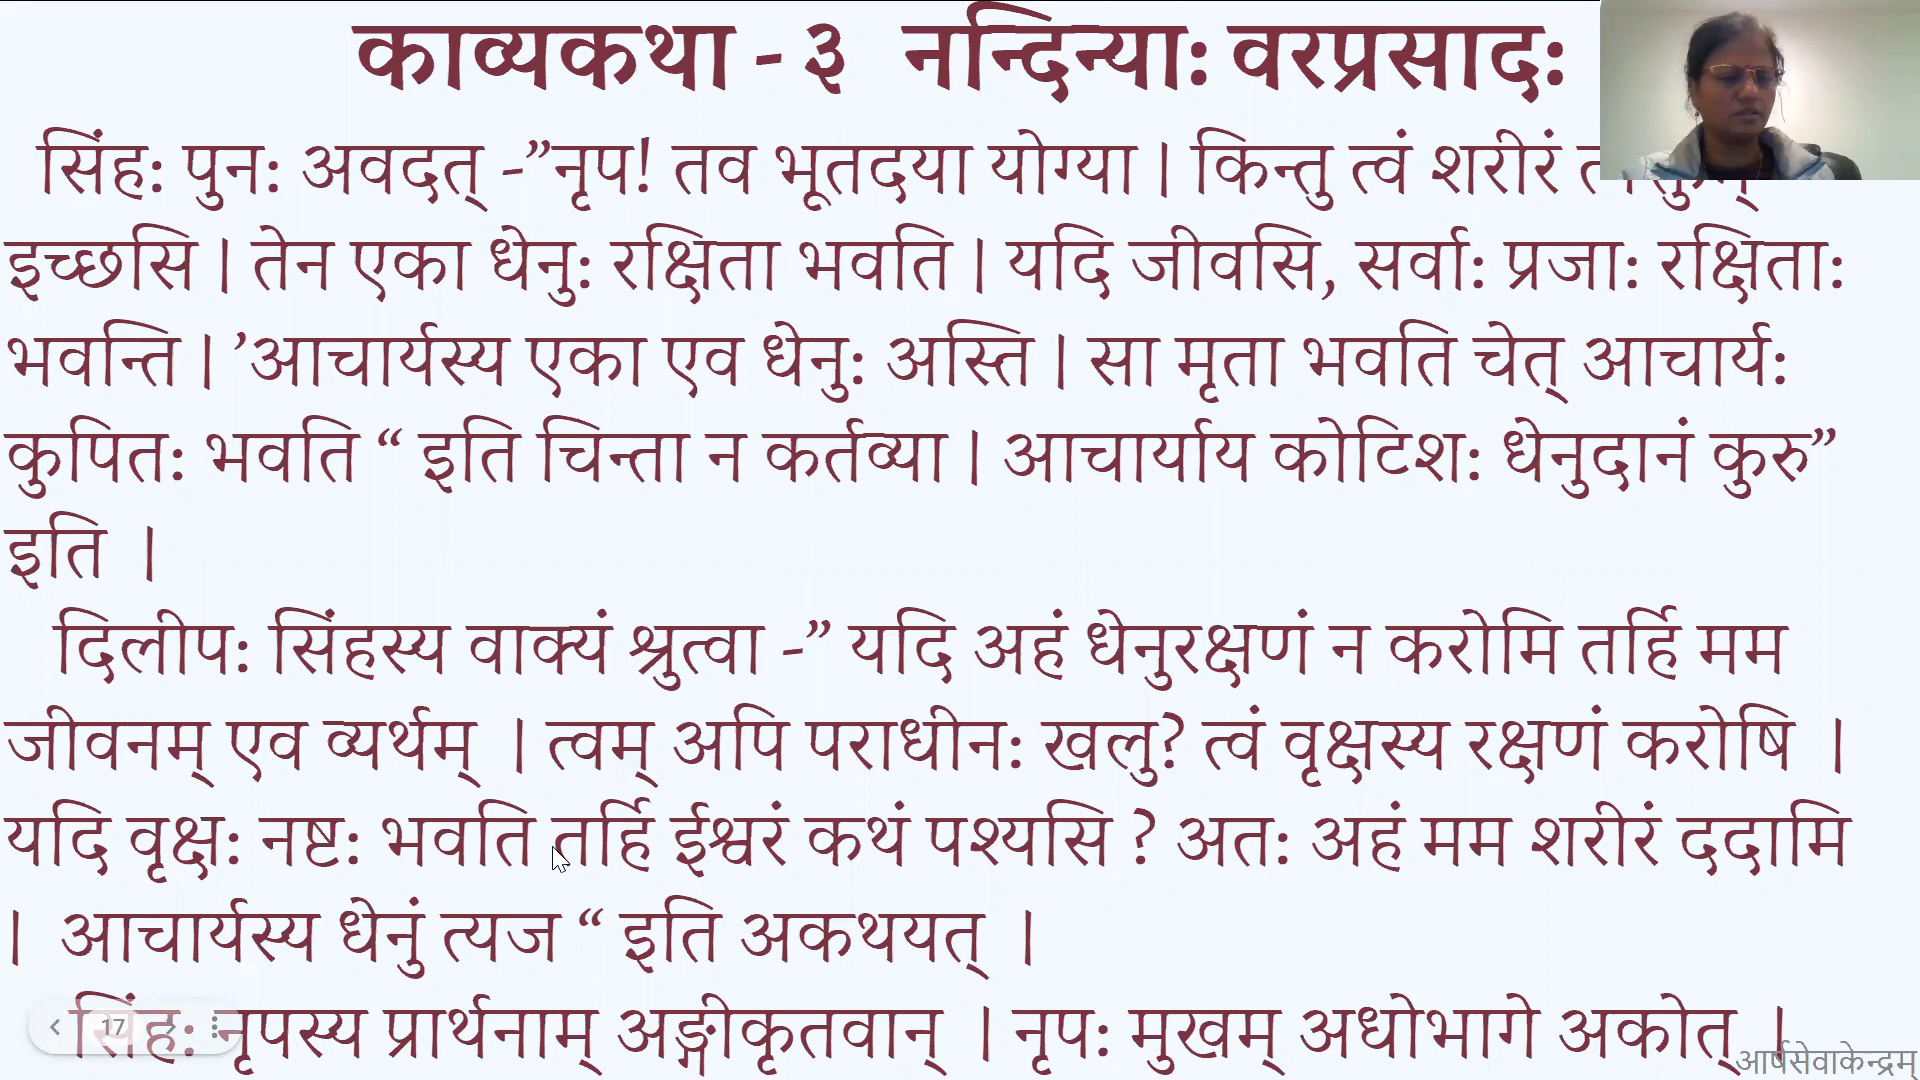 काव्यकथा - ३ नन्दिन्याः वरप्रसादः
सिंहः पुनः अवदत् -”नृप! तव भूतदया योग्या | किन्तु त्वं शरीरं
इच्छसि | तेन एका धेनुः रक्षिता भवति | यदि जीवसि, सर्वाः प्रजाः रक्षिताः
भवन्ति | ’आचार्यस्य एका एव धेनुः अस्ति | सा मृता भवति चेत् आचार्यः
कुपितः भवति “ इति चिन्ता न कर्तव्या | आचार्याय कोटिशः धेनुदानं कुरु”
इति |
दिलीपः सिंहस्य वाक्यं श्रुत्वा -” यदि अहं धेनुरक्षणं न करोमि तर्हि मम
जीवनम् एव व्यर्थम् | त्वम् अपि पराधीनः खलु? त्वं वृक्षस्य रक्षणं करोषि |
यदि वृक्षः नष्टः भवति तर्हि ईश्वरं कथं पश्यसि ? अतः अहं मम शरीरं ददामि
| आचार्यस्य धेनुं त्यज “ इति अकथयत् |
सिंहः नृपस्य प्रार्थनाम् अङ्गीकृतवान् | नृपः मुखम् अधोभागे अकोत् |
17
आर्षसेवाकेन्द्रम्